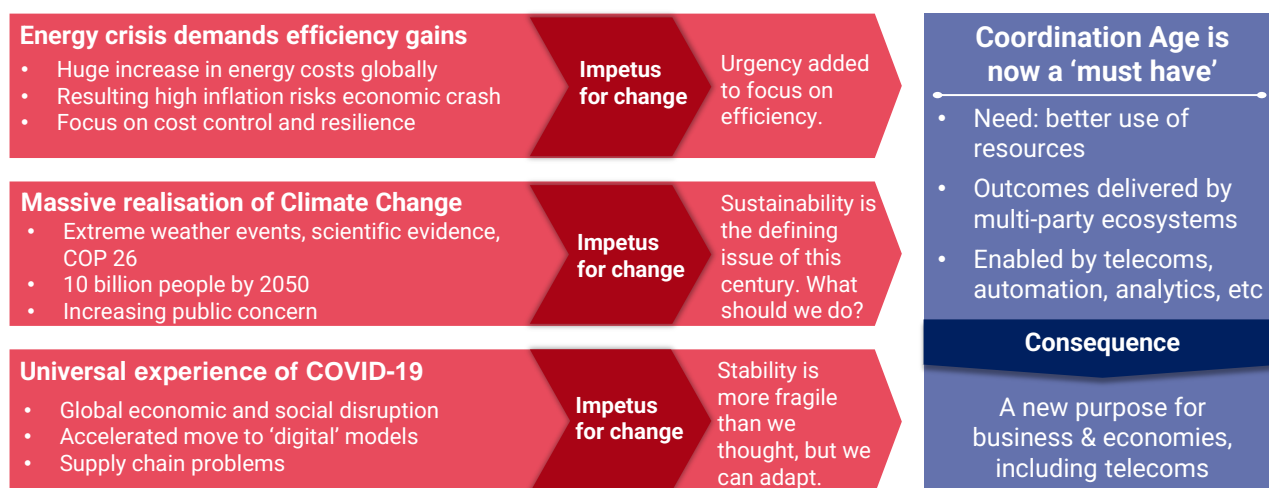 Energy crisis demands efficiency gains
• Huge increase in energy costs globally
• Resulting high inflation risks economic crash
• Focus on cost control and resilience
Impetus
for change
Urgency added
to focus on
efficiency.
Massive realisation of Climate Change
• Extreme weather events, scientific evidence,
COP 26
• 10 billion people by 2050
• Increasing public concern
Impetus
for change
Sustainability is
the defining
issue of this
century. What
should we do?
Universal experience of COVID-19
• Global economic and social disruption
• Accelerated move to ‘digital’ models
• Supply chain problems
Impetus
for change
Stability is
more fragile
than we
thought, but we
can adapt.
Coordination Age is
now a ‘must have’
• Need: better use of
resources
• Outcomes delivered by
multi-party ecosystems
• Enabled by telecoms,
automation, analytics, etc
Consequence
A new purpose for
business & economies,
including telecoms